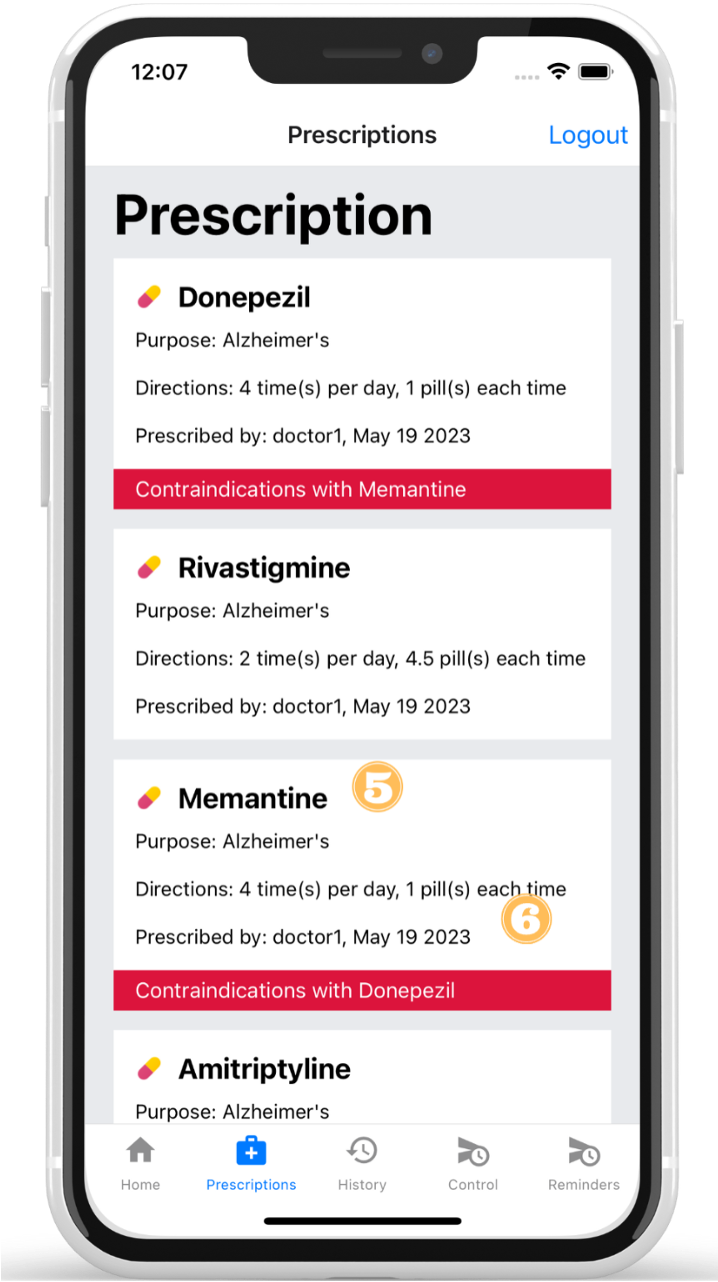 12:07
Prescriptions
Logout
Prescription
Donepezil
Purpose: Alzheimer's
Directions: 4 time(s) per day, 1 pill(s) each time
Prescribed by: doctor1, May 19 2023
Contraindications with Memantine
Rivastigmine
Purpose: Alzheimer's
Directions: 2 time(s) per day, 4.5 pill(s) each time
Prescribed by: doctor1, May 19 2023
Memantine 5
Purpose: Alzheimer's
Directions: 4 time(s) per day, 1 pill(s) each time
6
Prescribed by: doctor1, May 19 2023
Contraindications with Donepezil
Amitriptyline
Purpose: Alzheimer's
Home Prescriptions History Control Reminders